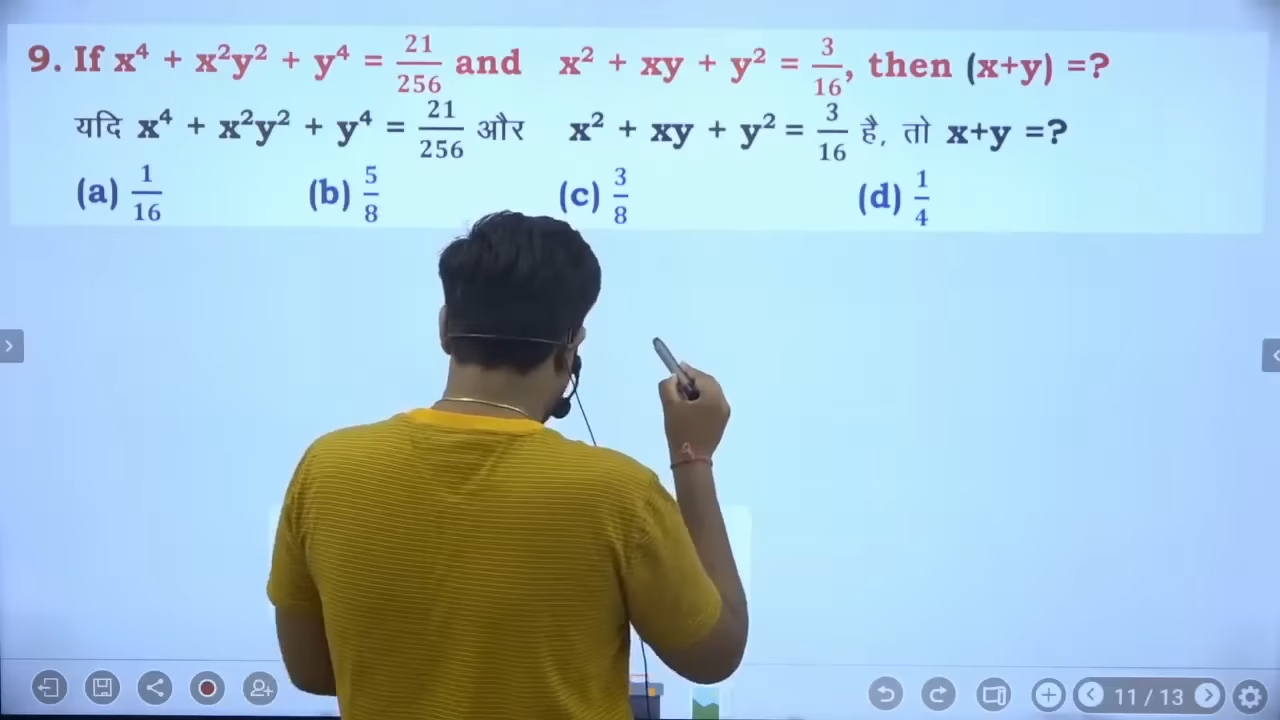 9. If x⁴ + x²y² + y⁴ = 21/256 and x² + xy + y² = 3/16, then (x+y) =?
यदि x⁴ + x²y² + y⁴ = 21/256 और x² + xy + y² = 3/16 है, तो x+y =?
(a) 1/16 (b) 5/8 (c) 3/8 (d) 1/4
11 / 13